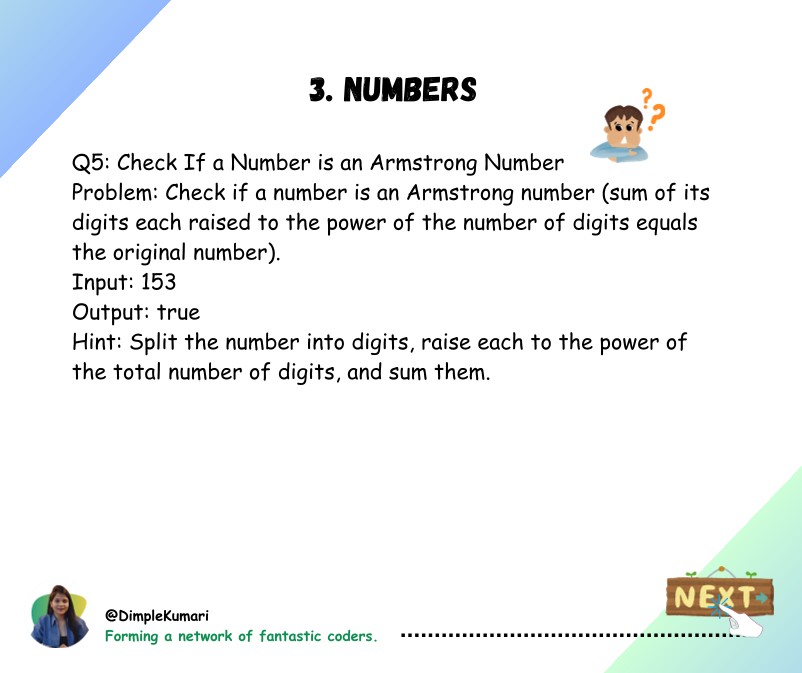 3. NUMBERS
Q5: Check If a Number is an Armstrong Number
Problem: Check if a number is an Armstrong number (sum of its
digits each raised to the power of the number of digits equals
the original number).
Input: 153
Output: true
Hint: Split the number into digits, raise each to the power of
the total number of digits, and sum them.
NEXT
@DimpleKumari
Forming a network of fantastic coders.